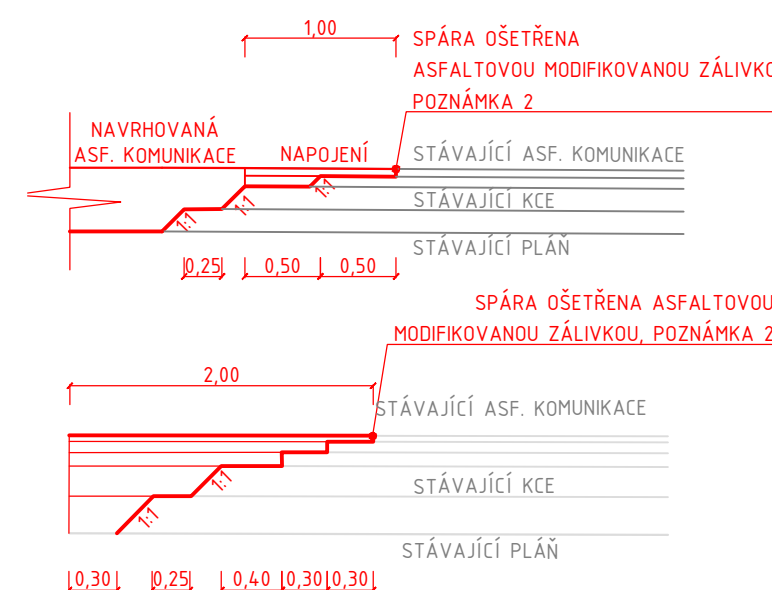 1,00
SPÁRA OŠETŘENA
ASFALTOVOU MODIFIKOVANOU ZÁLIVKO
POZNÁMKA 2
NAVRHOVANÁ
ASF. KOMUNIKACE
NAPOJENÍ
STÁVAJÍCÍ ASF. KOMUNIKACE
1:1
1:1
1:1
STÁVAJÍCÍ KCE
STÁVAJÍCÍ PLÁŇ
0,25 0,50 0,50
SPÁRA OŠETŘENA ASFALTOVOU
MODIFIKOVANOU ZÁLIVKOU, POZNÁMKA 2
2,00
STÁVAJÍCÍ ASF. KOMUNIKACE
1:1
STÁVAJÍCÍ KCE
1:1
STÁVAJÍCÍ PLÁŇ
0,30 0,25 0,40 0,30 0,30